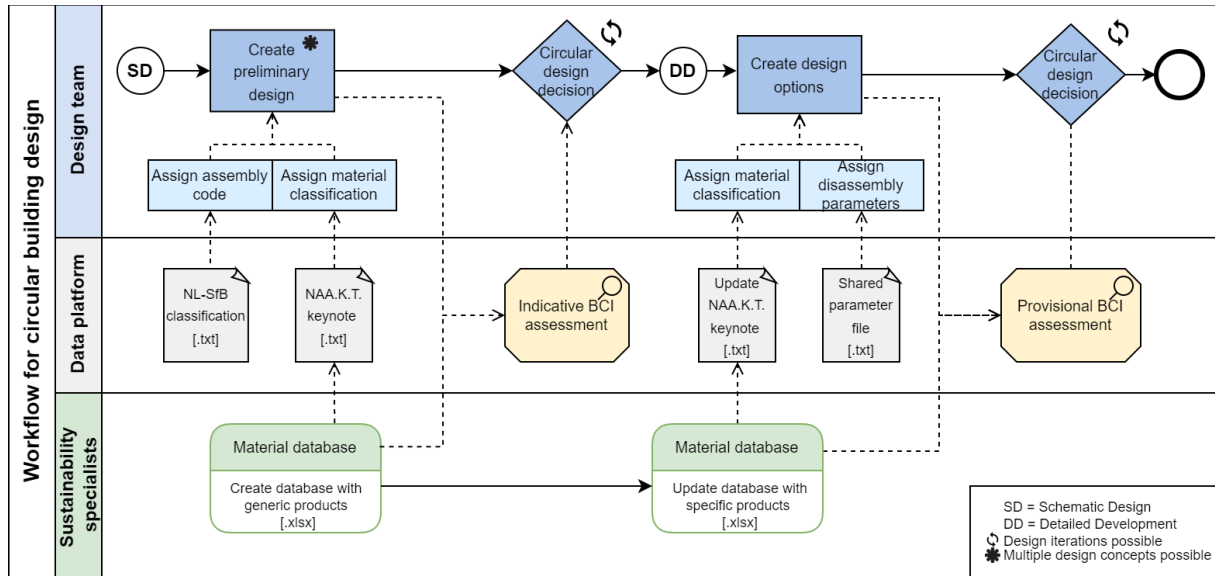 Workflow for circular building design
Design team
SD
Create
preliminary
design
Circular
design
decision
DD
Create design
options
Circular
design
decision
Assign assembly
code
Assign material
classification
Assign material
classification
Assign
disassembly
parameters
Data platform
NL-SfB
classification
[.txt]
NAA.K.T.
keynote
[.txt]
Indicative BCI
assessment
Update
NAA.K.T.
keynote
[.txt]
Shared
parameter
file
[.txt]
Provisional BCI
assessment
Sustainability
specialists
Material database
Create database with
generic products
[.xlsx]
Material database
Update database with
specific products
[.xlsx]
SD = Schematic Design
DD = Detailed Development
Design iterations possible
Multiple design concepts possible